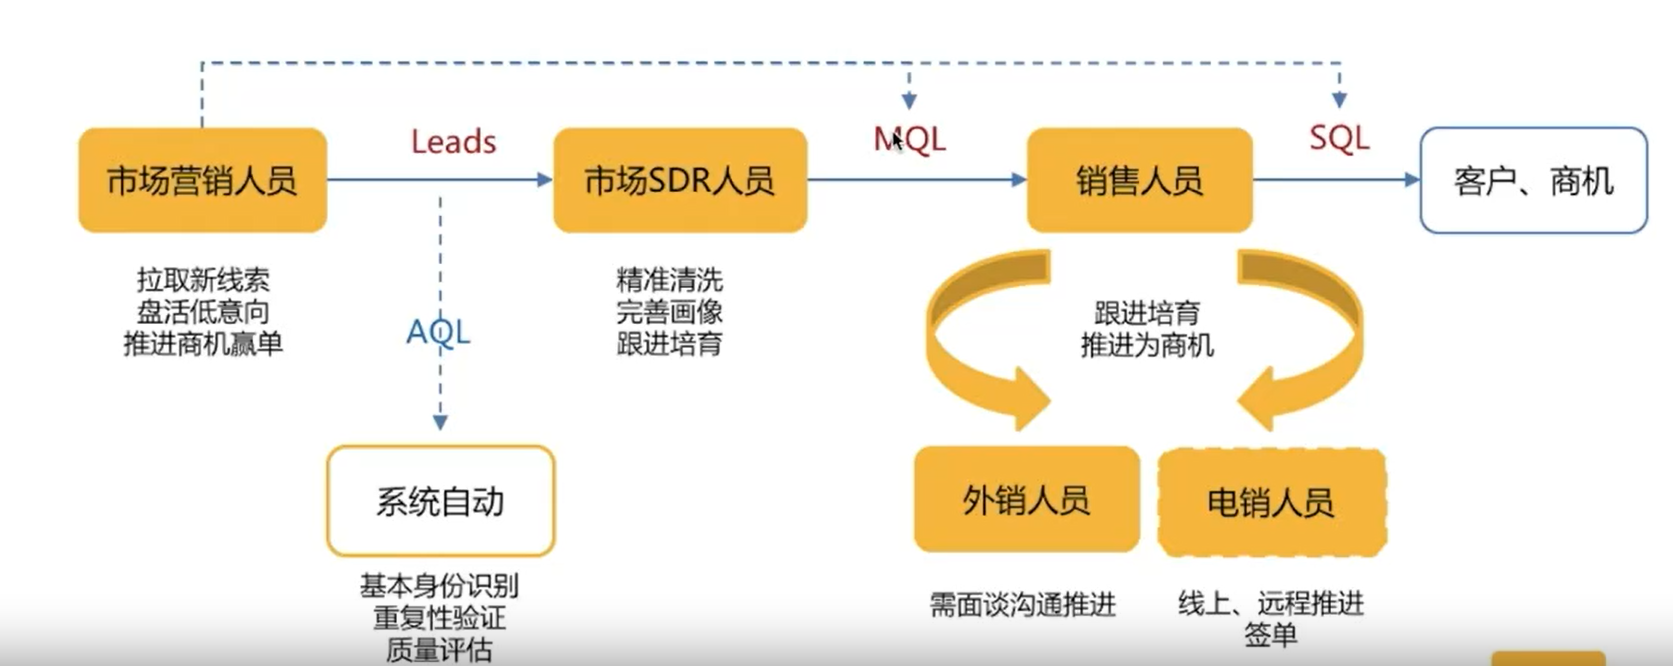 Leads
MQL
SQL
市场营销人员
市场SDR人员
销售人员
客户、商机
拉取新线索
盘活低意向
推进商机赢单
精准清洗
完善画像
跟进培育
跟进培育
推进为商机
AQL
系统自动
外销人员
电销人员
基本身份识别
重复性验证
质量评估
需面谈沟通推进
线上、远程推进
签单